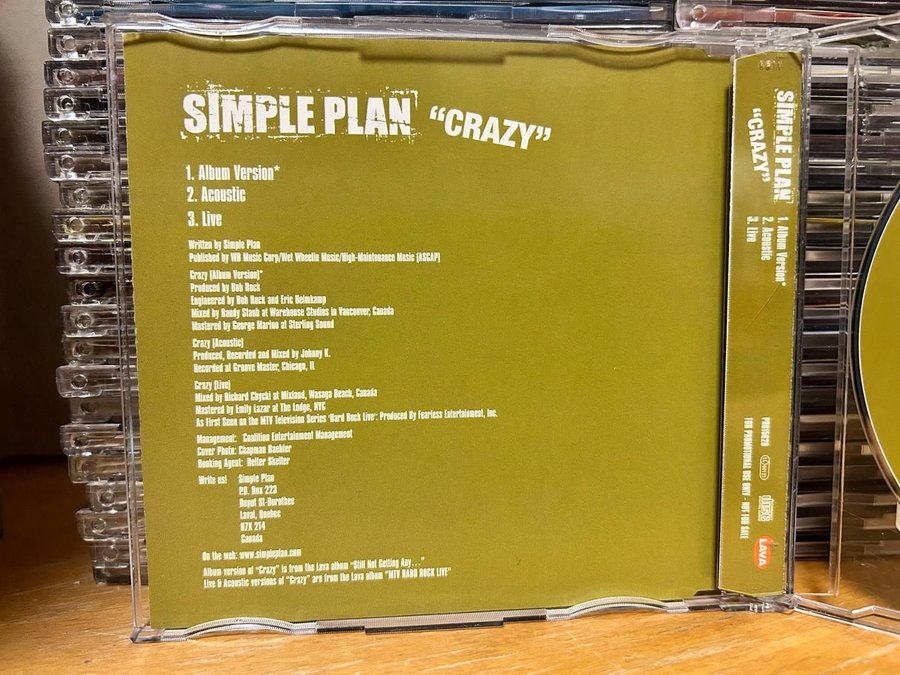 SIMPLE PLAN "CRAZY"
1. Album Version*
2. Acoustic
3. Live
Written by Simple Plan
Published by WB Music Corp/Wet Wheelie Music/High-Maintenance Music (ASCAP)
Crazy (Album Version)*
Produced by Bob Rock
Engineered by Bob Rock and Eric Helmkamp
Mixed by Randy Staub at Warehouse Studios in Vancouver, Canada
Mastered by George Marino at Sterling Sound
Crazy (Acoustic)
Produced, Recorded and Mixed by Johnny K.
Recorded at Groove Master, Chicago, IL
Crazy (Live)
Mixed by Richard Chycki at Mixland, Wasaga Beach, Canada
Mastered by Emily Lazar at The Lodge, NYC
As First Seen on the MTV Television Series 'Hard Rock Live': Produced By Fearless Entertainment, Inc.
Management: Coalition Entertainment Management
Cover Photo: Chapman Baehler
Booking Agent: Helter Skelter
Write us! Simple Plan
P.O. Box 223
Depot St-Dorothee
Laval, Quebec
H7X 2T4
Canada
On the web: www.simpleplan.com
Album version of "Crazy" is from the Lava album "Still Not Getting Any..."
Live & Acoustic versions of "Crazy" are from the Lava album "MTV HARD ROCK LIVE"
SIMPLE PLAN
"CRAZY"
1. Album Version*
2. Acoustic
3. Live
PR015628
FOR PROMOTIONAL USE ONLY - NOT FOR SALE
LAVA